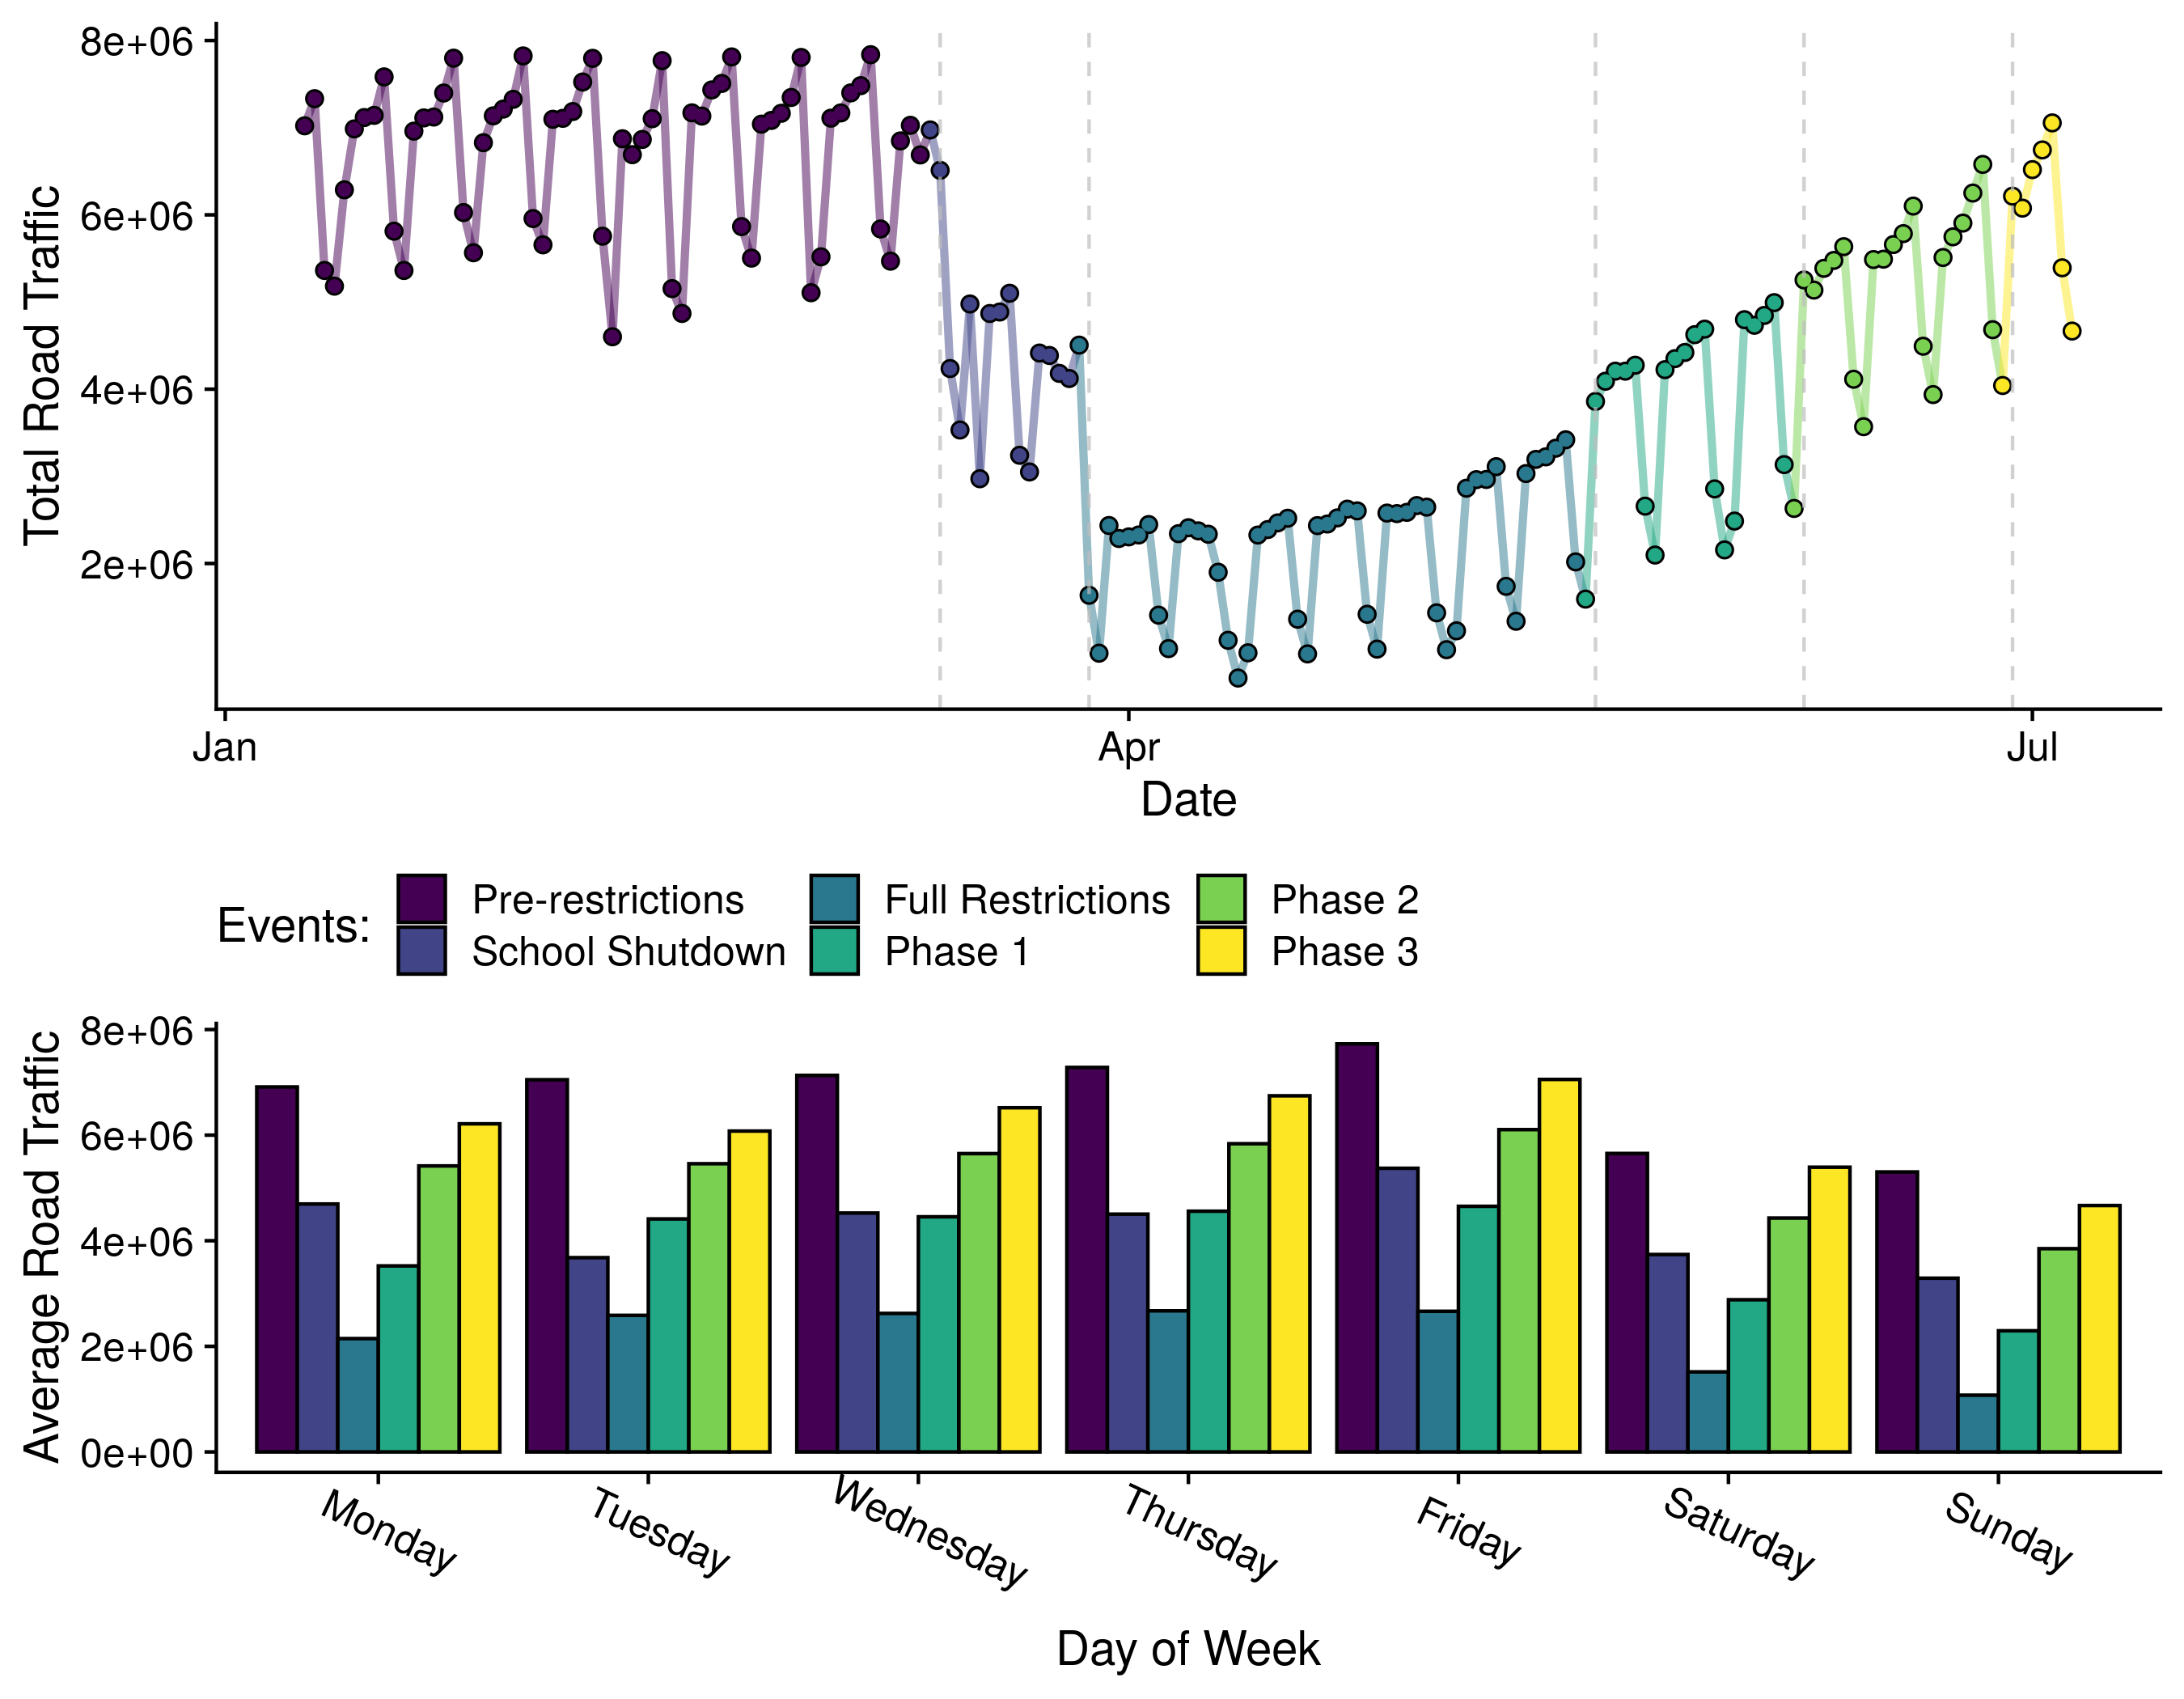 Total Road Traffic
8e+06
6e+06
4e+06
2e+06
Jan
Apr
Jul
Date
Events:
Pre-restrictions
Full Restrictions
Phase 2
School Shutdown
Phase 1
Phase 3
Average Road Traffic
8e+06
6e+06
4e+06
2e+06
0e+00
Monday
Tuesday
Wednesday
Thursday
Friday
Saturday
Sunday
Day of Week